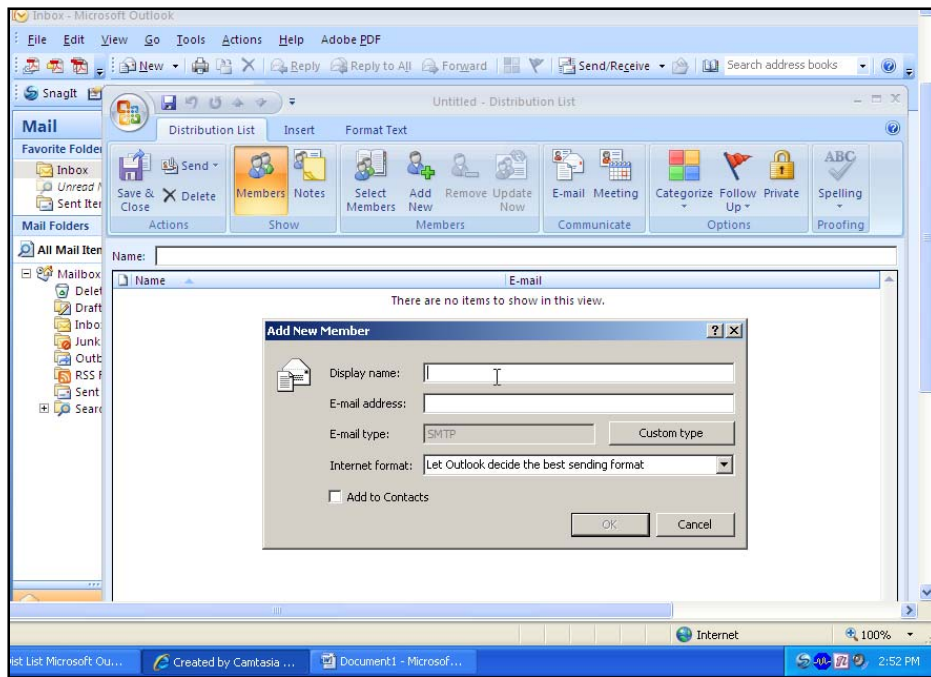 Inbox - Microsoft Outlook
File Edit View Go Tools Actions Help Adobe PDF
New Reply Reply to All Forward Send/Receive Search address books
SnagIt
Untitled - Distribution List
Distribution List Insert Format Text
Mail
Favorite Folder
Inbox
Unread
Sent Iter
Mail Folders
All Mail Iten
Mailbox
Delet
Draft
Inbo
Junk
Outb
RSS F
Sent
Searc
Save & Close
Send
Delete
Actions
Members Notes
Show
Select Members
Add New
Remove
Update Now
Members
E-mail Meeting
Communicate
Categorize
Follow Up
Private
Options
ABC
Spelling
Proofing
Name:
Name E-mail
There are no items to show in this view.
Add New Member
Display name:
E-mail address:
E-mail type: SMTP Custom type
Internet format: Let Outlook decide the best sending format
Add to Contacts
OK Cancel
Internet 100%
ist List Microsoft Ou... Created by Camtasia ... Document1 - Microsof... 2:52 PM